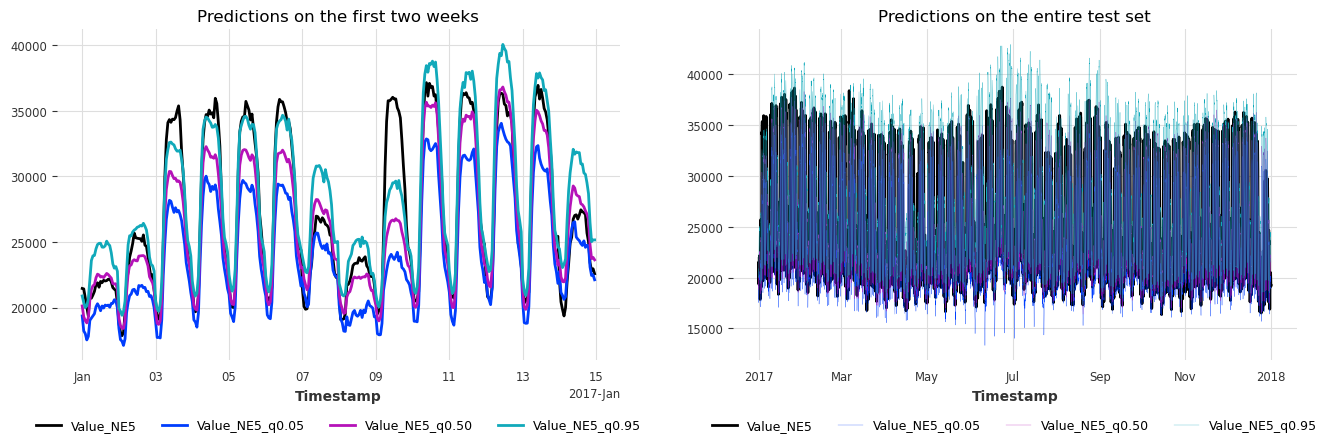 Predictions on the first two weeks
40000
35000
30000
25000
20000
Jan 03 05 07 09 11 13 15
2017-Jan
Timestamp
Value_NE5 Value_NE5_q0.05 Value_NE5_q0.50 Value_NE5_q0.95
Predictions on the entire test set
40000
35000
30000
25000
20000
15000
2017 Mar May Jul Sep Nov 2018
Timestamp
Value_NE5 Value_NE5_q0.05 Value_NE5_q0.50 Value_NE5_q0.95